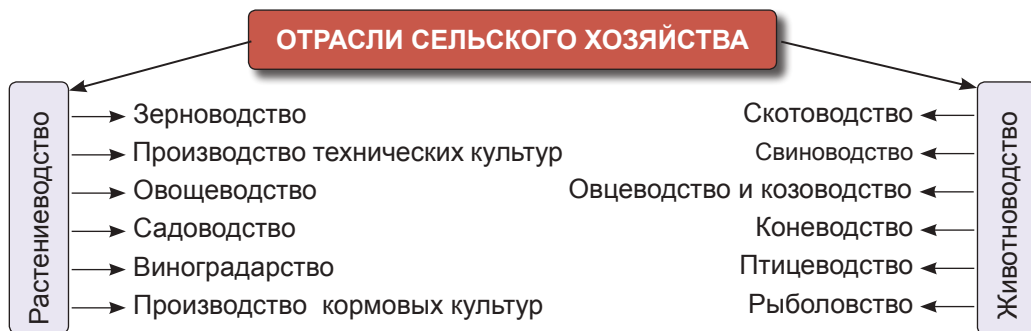 ОТРАСЛИ СЕЛЬСКОГО ХОЗЯЙСТВА
Растениеводство
Зерноводство
Производство технических культур
Овощеводство
Садоводство
Виноградарство
Производство кормовых культур
Скотоводство
Свиноводство
Овцеводство и козоводство
Коневодство
Птицеводство
Рыболовство
Животноводство